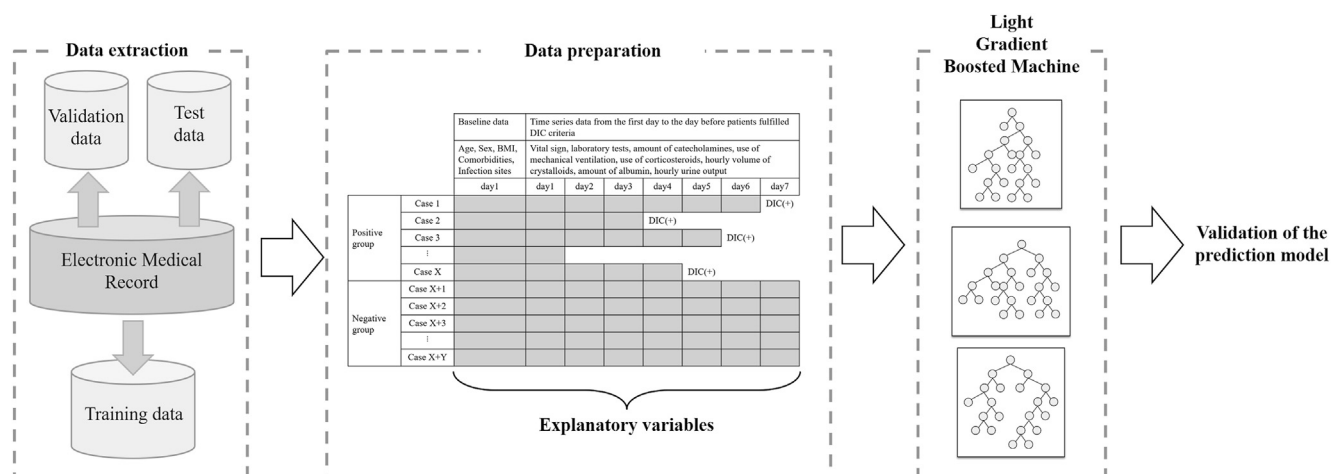 Data extraction
Validation
data
Test
data
Electronic Medical
Record
Training data
Data preparation
Baseline data
Time series data from the first day to the day before patients fulfilled
DIC criteria
Age, Sex, BMI,
Comorbidities,
Infection sites
Vital sign, laboratory tests, amount of catecholamines, use of
mechanical ventilation, use of corticosteroids, hourly volume of
crystalloids, amount of albumin, hourly urine output
day1 day1 day2 day3 day4 day5 day6 day7
Positive
group
Case 1 DIC(+)
Case 2 DIC(+)
Case 3 DIC(+)
⋮
Case X DIC(+)
Negative
group
Case X+1
Case X+2
Case X+3
⋮
Case X+Y
Explanatory variables
Light
Gradient
Boosted Machine
Validation of the
prediction model